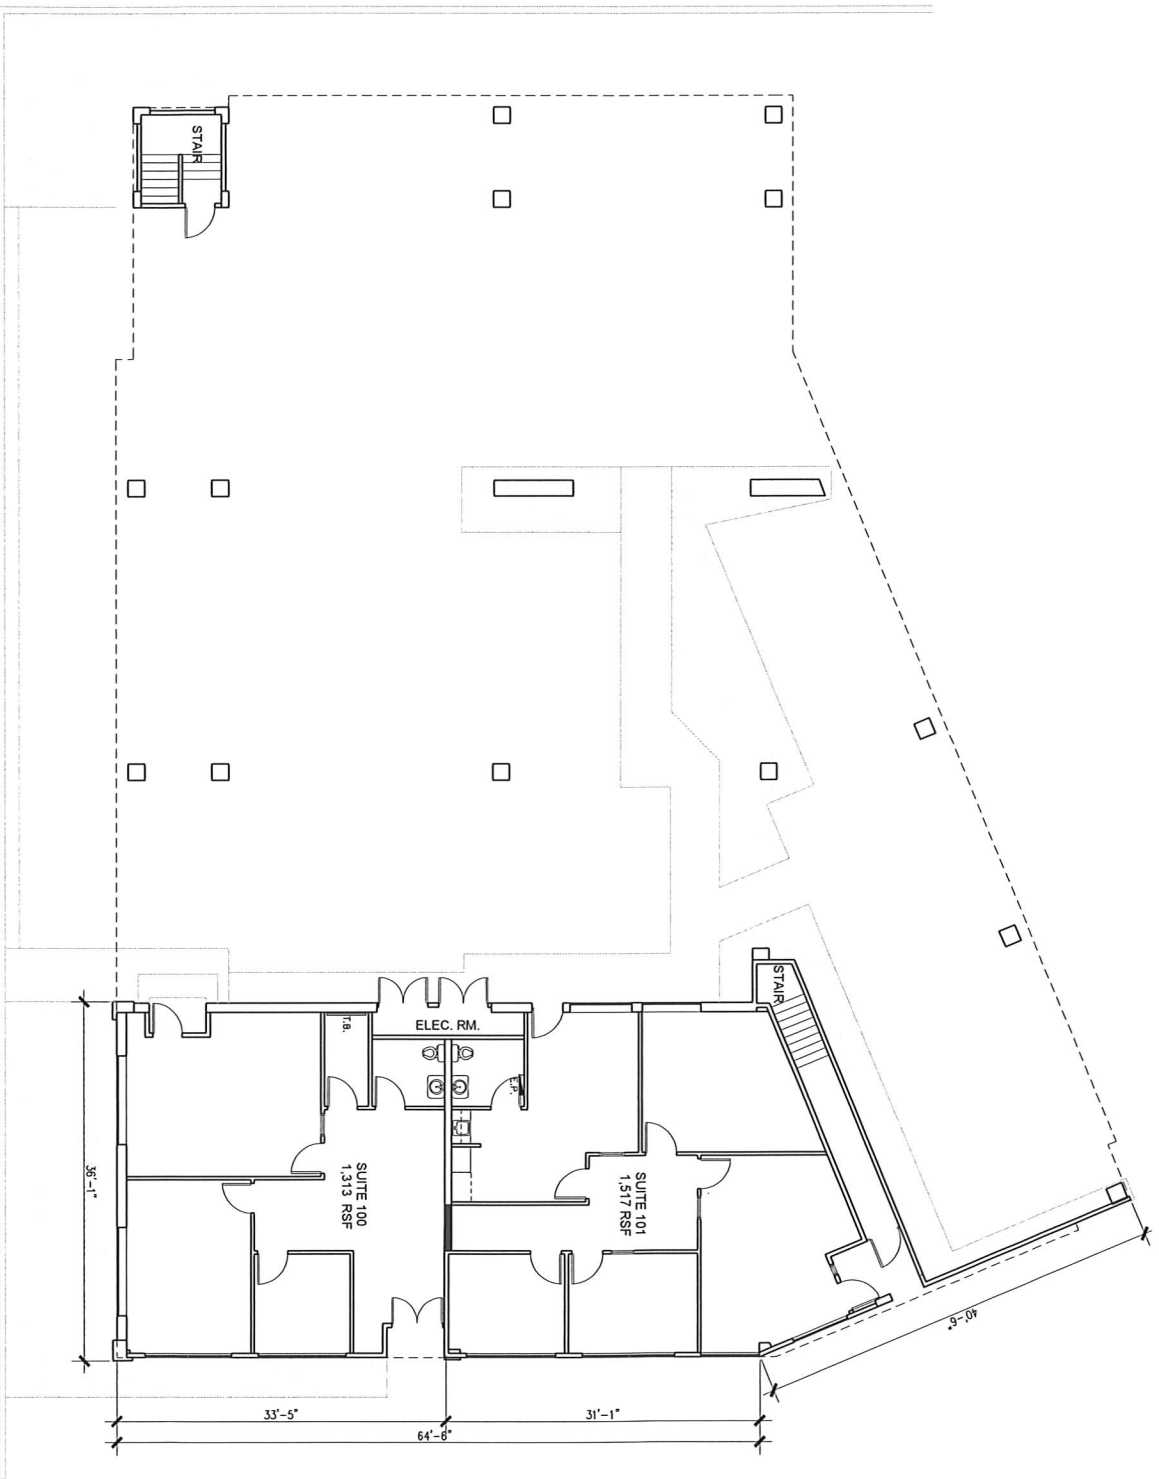 STAIR
STAIR
T.B.
ELEC. RM.
E.P.
SUITE 100
1,313 RSF
SUITE 101
1,517 RSF
36'-1"
40'-6"
33'-5"
31'-1"
64'-6"